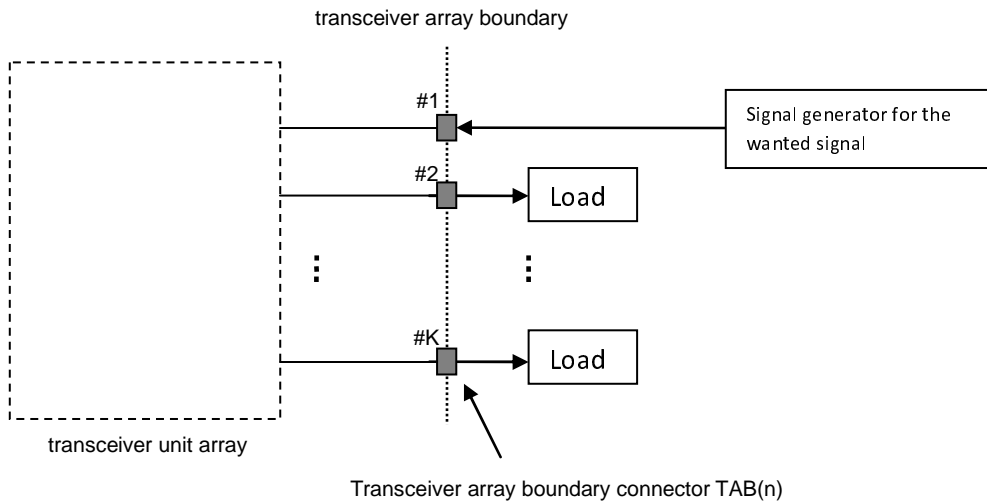 transceiver array boundary
#1
Signal generator for the
wanted signal
#2
Load
#K
Load
transceiver unit array
Transceiver array boundary connector TAB(n)